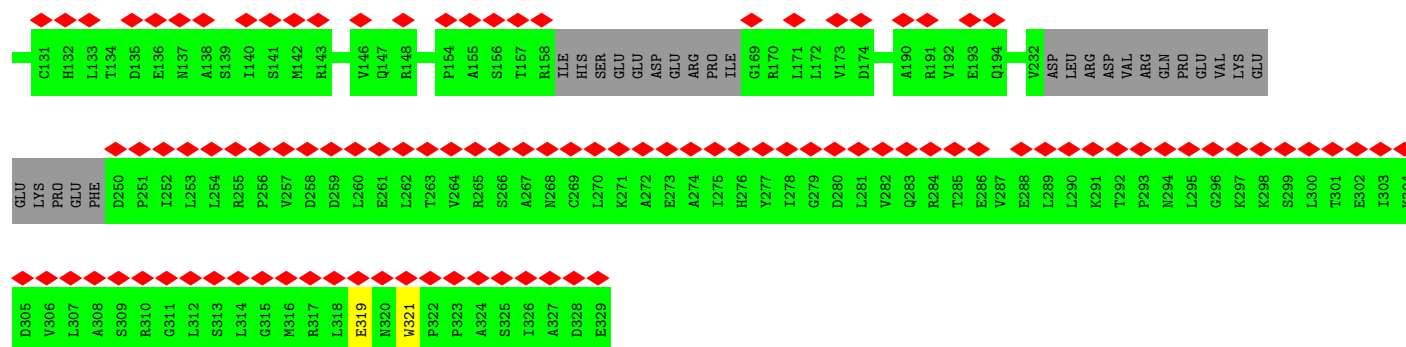 C131 H132 L133 T134 D135 E136 N137 A138 S139 I140 S141 M142 R143 V146 Q147 R148 P154 A155 S156 T157 R158 ILE HIS SER GLU GLU ASP GLU ARG PRO ILE G169 R170 L171 L172 V173 D174 A190 R191 V192 E193 Q194 V232 ASP LEU ARG ASP VAL ARG GLN PRO GLU VAL LYS GLU
GLU LYS PRO GLU PHE D250 P251 I252 L253 L254 R255 P256 V257 D258 D259 L260 E261 L262 T263 V264 R265 S266 A267 N268 C269 L270 K271 A272 E273 A274 I275 H276 Y277 I278 G279 D280 L281 V282 Q283 R284 T285 E286 V287 E288 L289 L290 K291 T292 P293 N294 L295 G296 K297 K298 S299 L300 T301 E302 I303 K304
D305 V306 L307 A308 S309 R310 G311 L312 S313 L314 G315 M316 R317 L318 E319 N320 W321 P322 P323 A324 S325 I326 A327 D328 E329